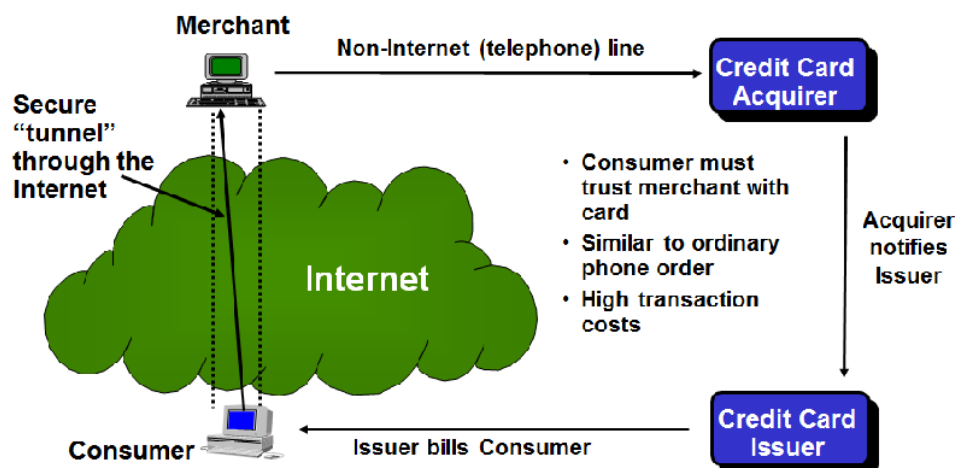 Merchant
Non-Internet (telephone) line
Credit Card
Acquirer
Secure
“tunnel”
through the
Internet
• Consumer must
trust merchant with
card
• Similar to ordinary
phone order
• High transaction
costs
Acquirer
notifies
Issuer
Internet
Consumer
Issuer bills Consumer
Credit Card
Issuer